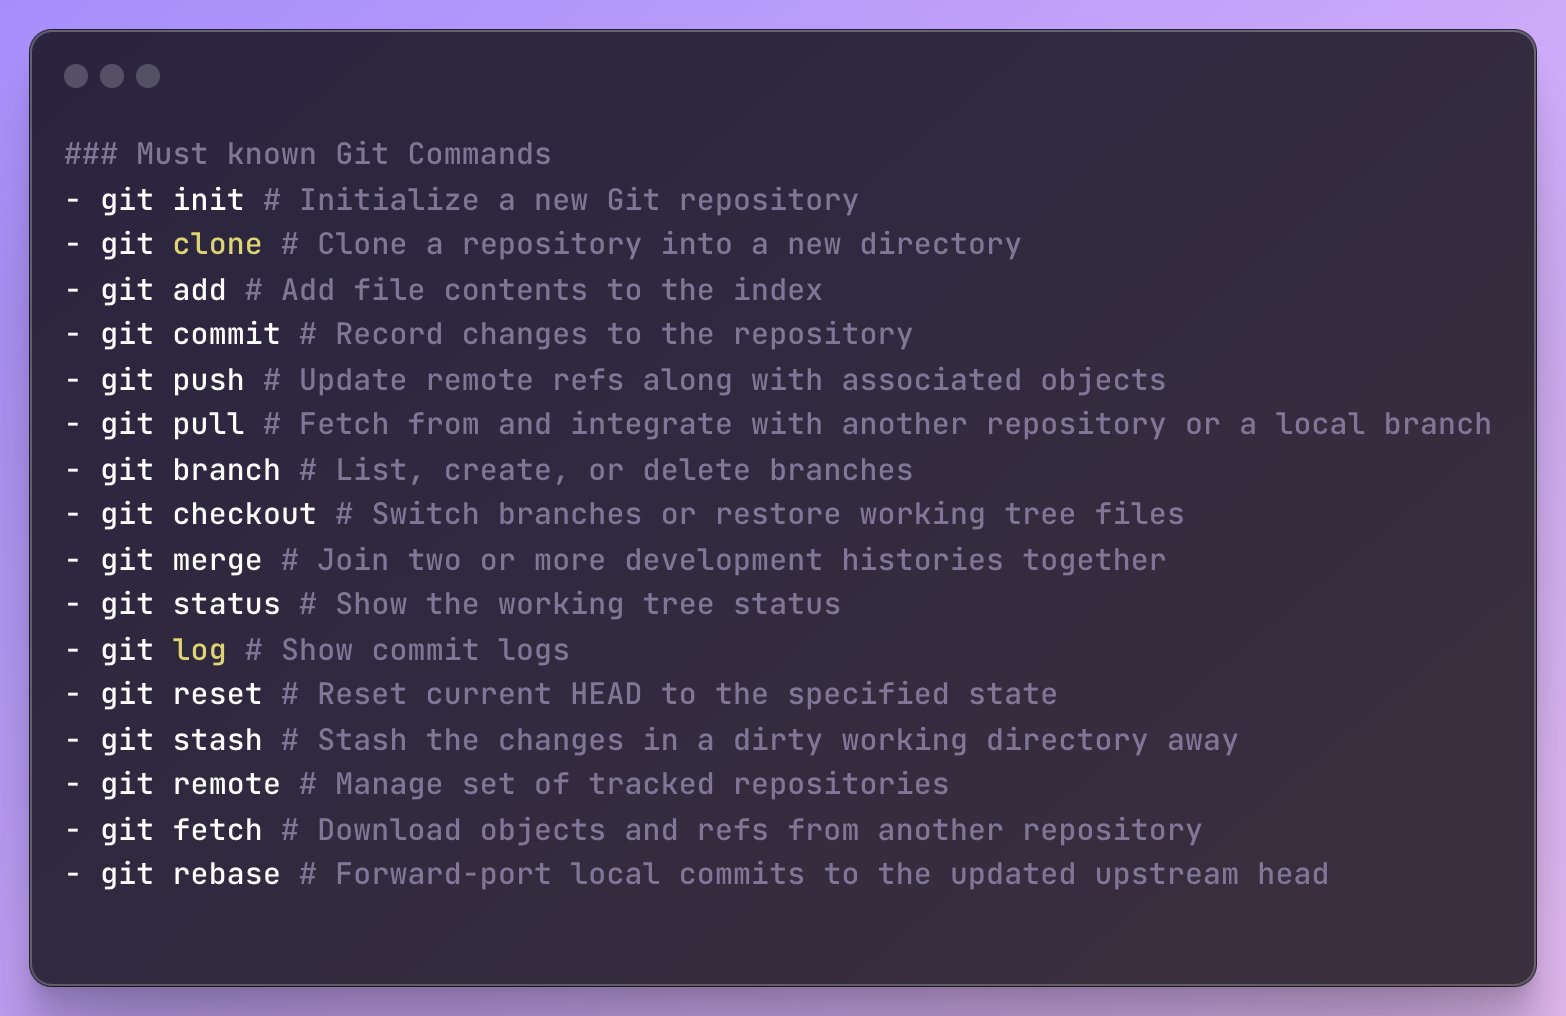 ### Must known Git Commands
- git init # Initialize a new Git repository
- git clone # Clone a repository into a new directory
- git add # Add file contents to the index
- git commit # Record changes to the repository
- git push # Update remote refs along with associated objects
- git pull # Fetch from and integrate with another repository or a local branch
- git branch # List, create, or delete branches
- git checkout # Switch branches or restore working tree files
- git merge # Join two or more development histories together
- git status # Show the working tree status
- git log # Show commit logs
- git reset # Reset current HEAD to the specified state
- git stash # Stash the changes in a dirty working directory away
- git remote # Manage set of tracked repositories
- git fetch # Download objects and refs from another repository
- git rebase # Forward-port local commits to the updated upstream head